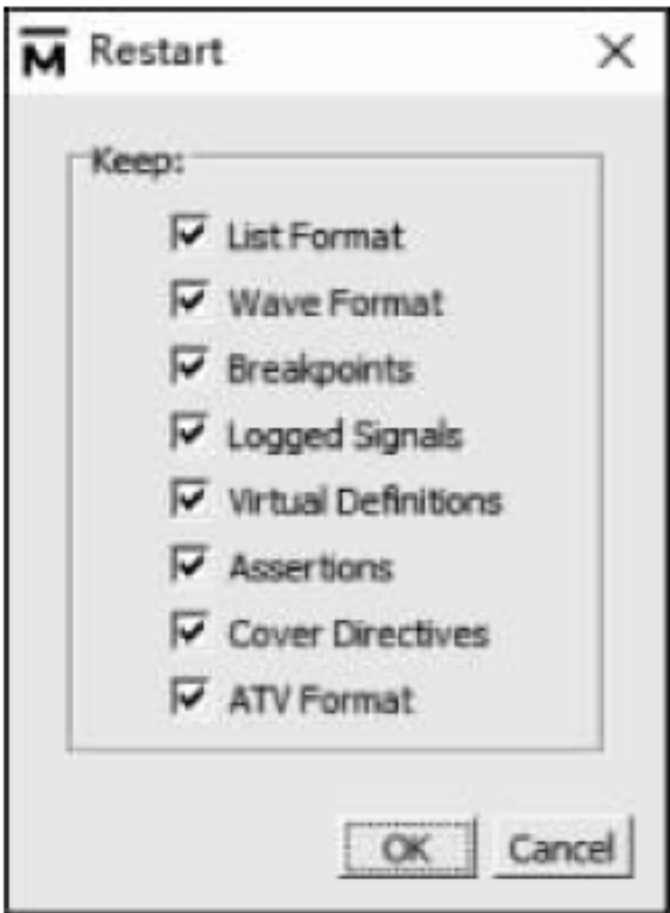 M Restart
Keep:
List Format
Wave Format
Breakpoints
Logged Signals
Virtual Definitions
Assertions
Cover Directives
ATV Format
OK Cancel